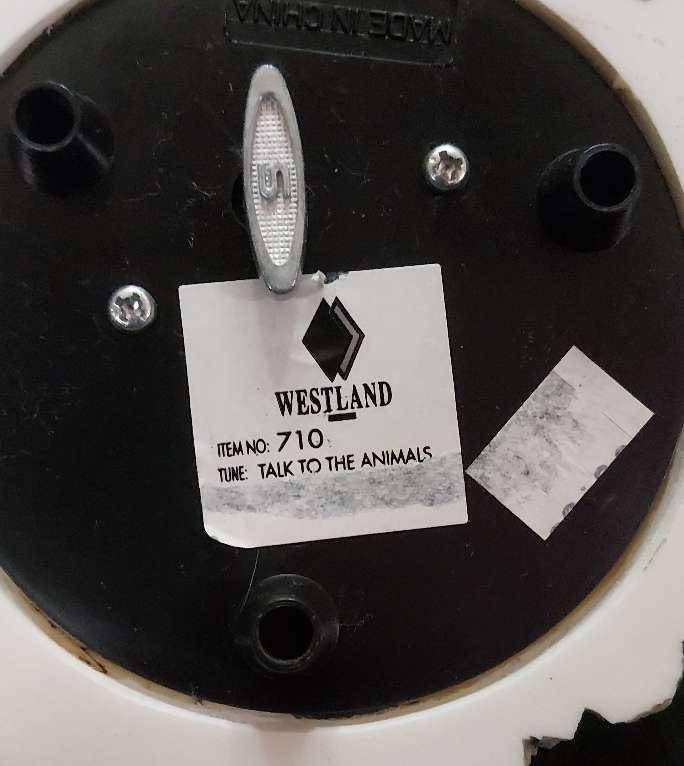 MADE IN CHINA
S
WESTLAND
ITEM NO: 710
TUNE: TALK TO THE ANIMALS